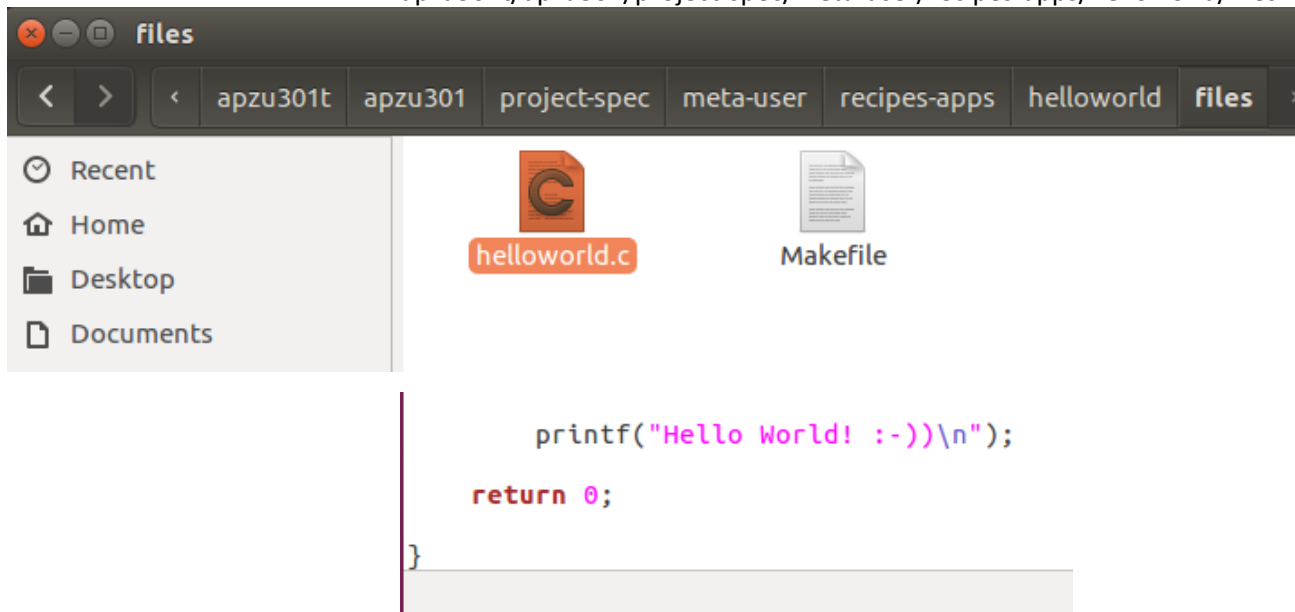 files
apzu301t apzu301 project-spec meta-user recipes-apps helloworld files
Recent
Home
Desktop
Documents
helloworld.c Makefile
printf("Hello World! :-))\n");
return 0;
}